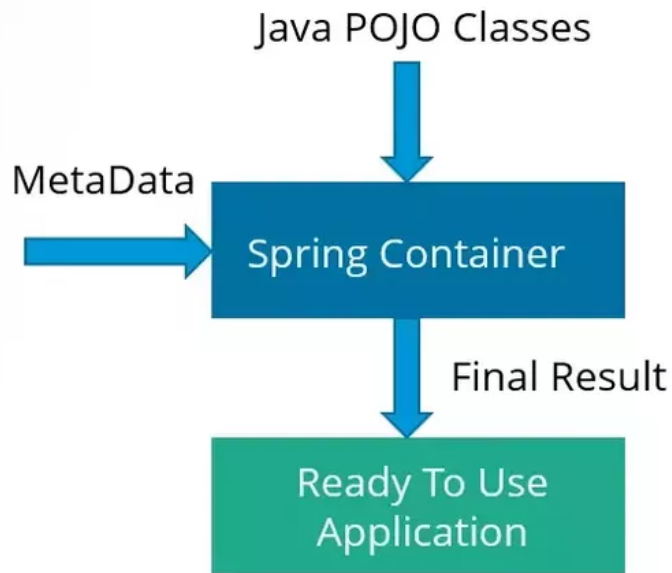 Java POJO Classes
MetaData
Spring Container
Final Result
Ready To Use
Application